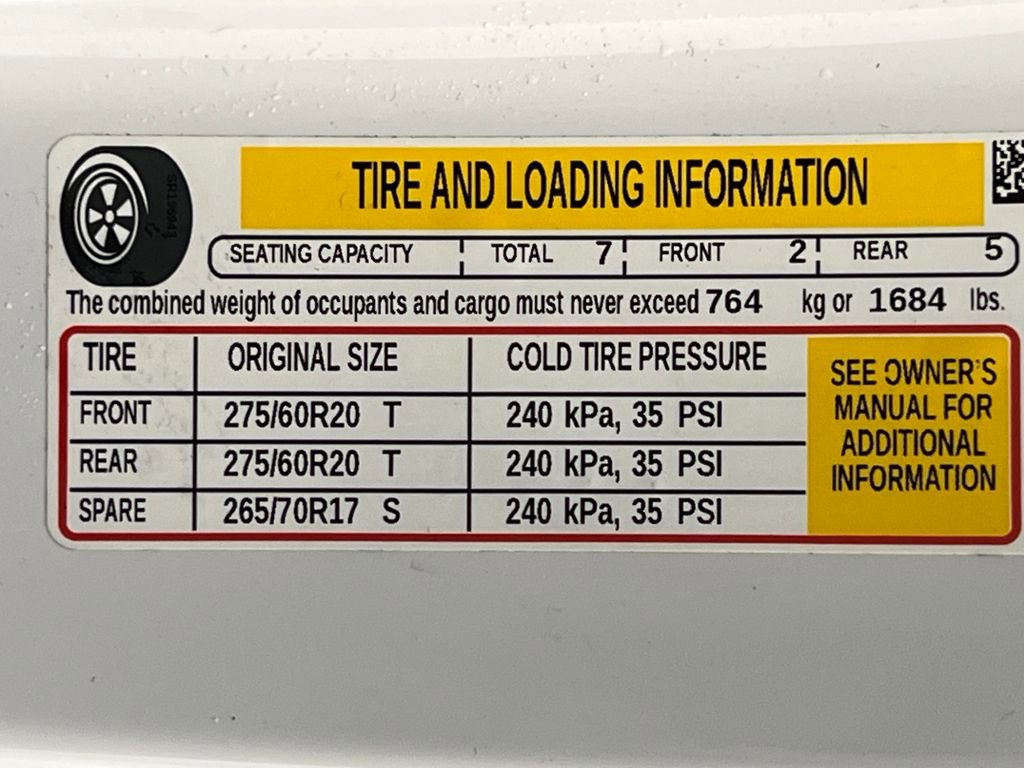 TIRE AND LOADING INFORMATION
SEATING CAPACITY TOTAL 7 FRONT 2 REAR 5
The combined weight of occupants and cargo must never exceed 764 kg or 1684 lbs.
TIRE ORIGINAL SIZE COLD TIRE PRESSURE
FRONT 275/60R20 T 240 kPa, 35 PSI
REAR 275/60R20 T 240 kPa, 35 PSI
SPARE 265/70R17 S 240 kPa, 35 PSI
SEE OWNER'S
MANUAL FOR
ADDITIONAL
INFORMATION